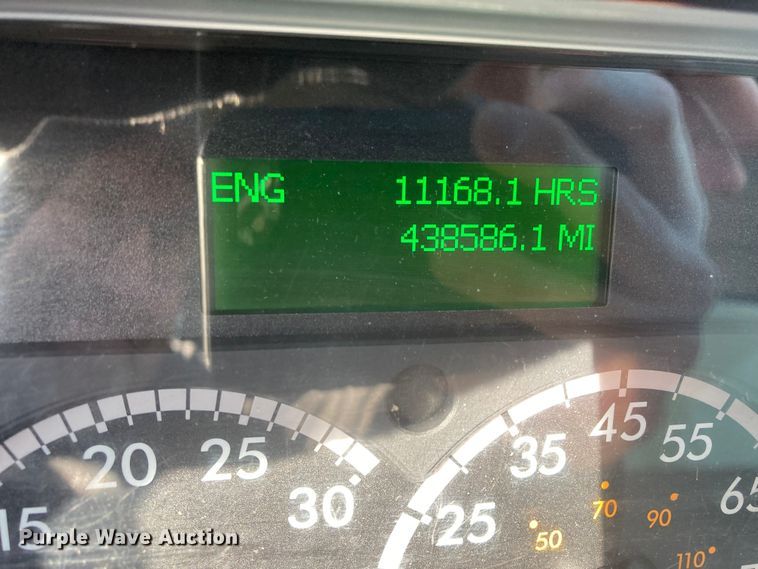 ENG 11168.1 HRS
438586.1 MI
15 20 25 30
25 35 45 55 65
50 70 90 110
Purple Wave Auction